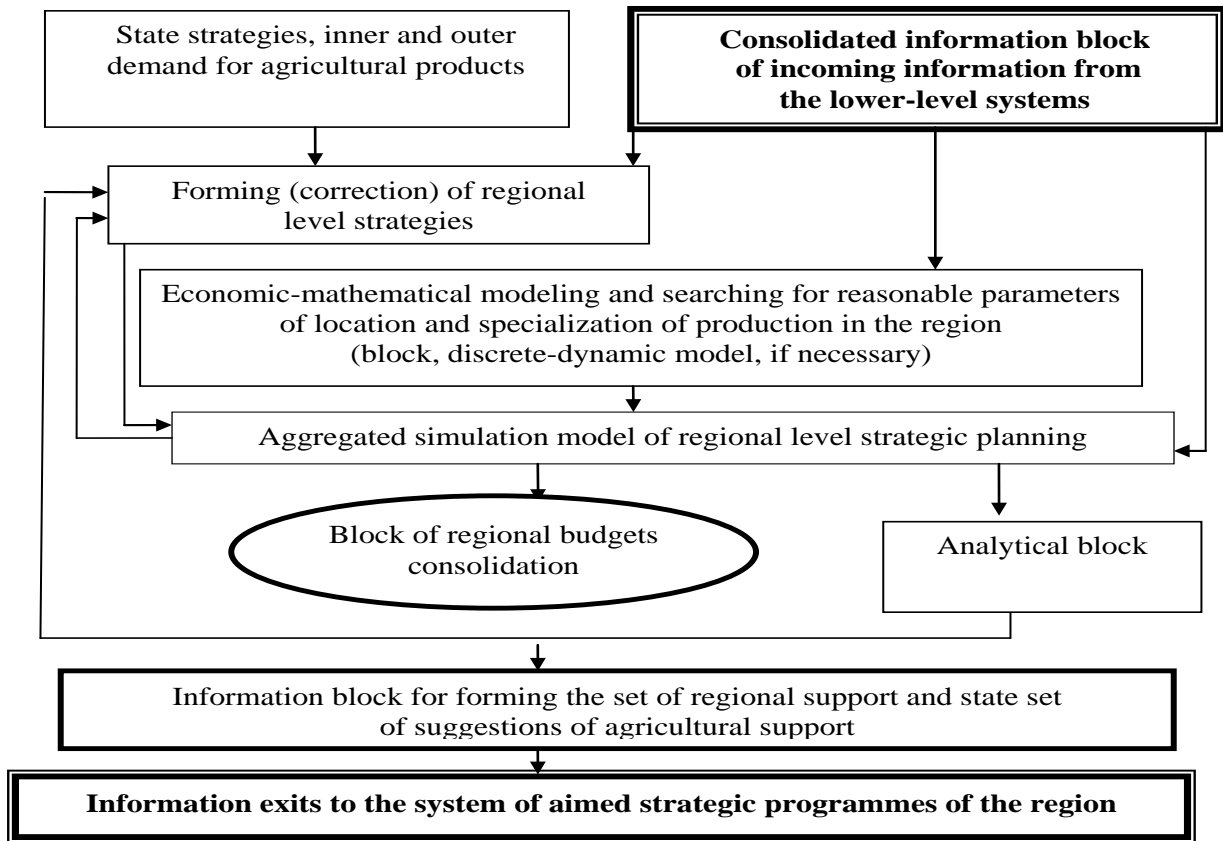 State strategies, inner and outer
demand for agricultural products
Consolidated information block
of incoming information from
the lower-level systems
Forming (correction) of regional
level strategies
Economic-mathematical modeling and searching for reasonable parameters
of location and specialization of production in the region
(block, discrete-dynamic model, if necessary)
Aggregated simulation model of regional level strategic planning
Block of regional budgets
consolidation
Analytical block
Information block for forming the set of regional support and state set
of suggestions of agricultural support
Information exits to the system of aimed strategic programmes of the region